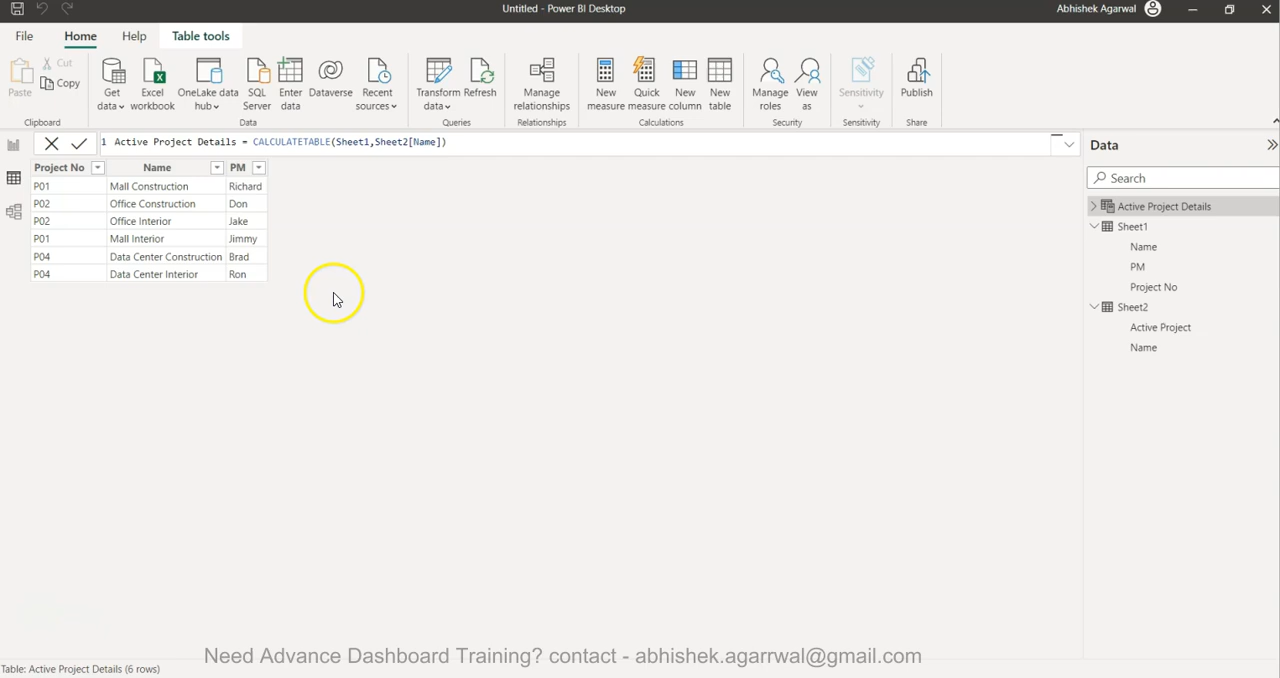 Untitled - Power BI Desktop
Abhishek Agarwal
File
Home
Help
Table tools
Paste
Cut
Copy
Clipboard
Get data
Excel workbook
OneLake data hub
SQL Server
Enter data
Dataverse
Recent sources
Data
Transform data
Refresh
Queries
Manage relationships
Relationships
New measure
Quick measure
New column
New table
Calculations
Manage roles
View as
Security
Sensitivity
Sensitivity
Publish
Share
1 Active Project Details = CALCULATETABLE(Sheet1,Sheet2[Name])
Project No Name PM
P01 Mall Construction Richard
P02 Office Construction Don
P02 Office Interior Jake
P01 Mall Interior Jimmy
P04 Data Center Construction Brad
P04 Data Center Interior Ron
Data
Search
Active Project Details
Sheet1
Name
PM
Project No
Sheet2
Active Project
Name
Need Advance Dashboard Training? contact - abhishek.agarrwal@gmail.com
Table: Active Project Details (6 rows)